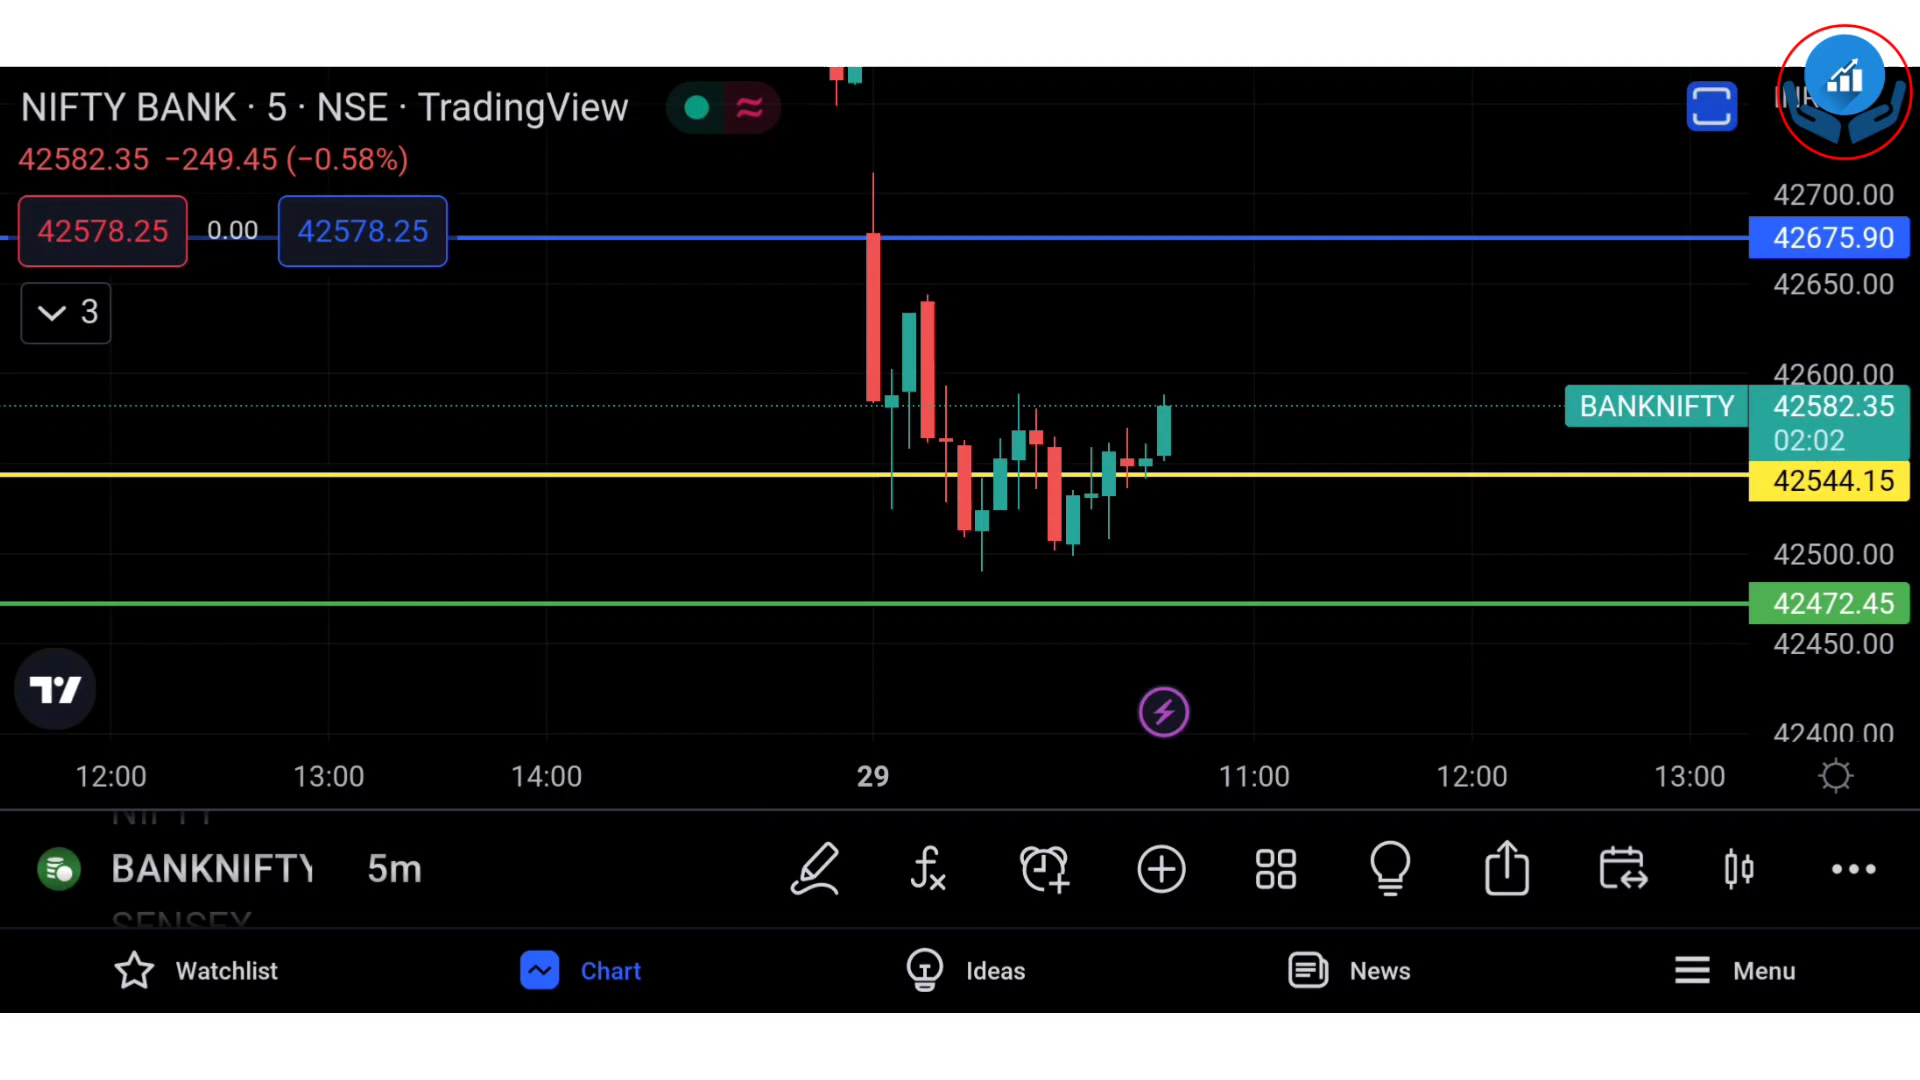 NIFTY BANK · 5 · NSE · TradingView
42582.35 −249.45 (−0.58%)
42578.25 0.00 42578.25
3
42700.00
42675.90
42650.00
42600.00
BANKNIFTY 42582.35
02:02
42544.15
42500.00
42472.45
42450.00
42400.00
12:00 13:00 14:00 29 11:00 12:00 13:00
NIFTY
BANKNIFTY 5m
SENSEX
Watchlist Chart Ideas News Menu